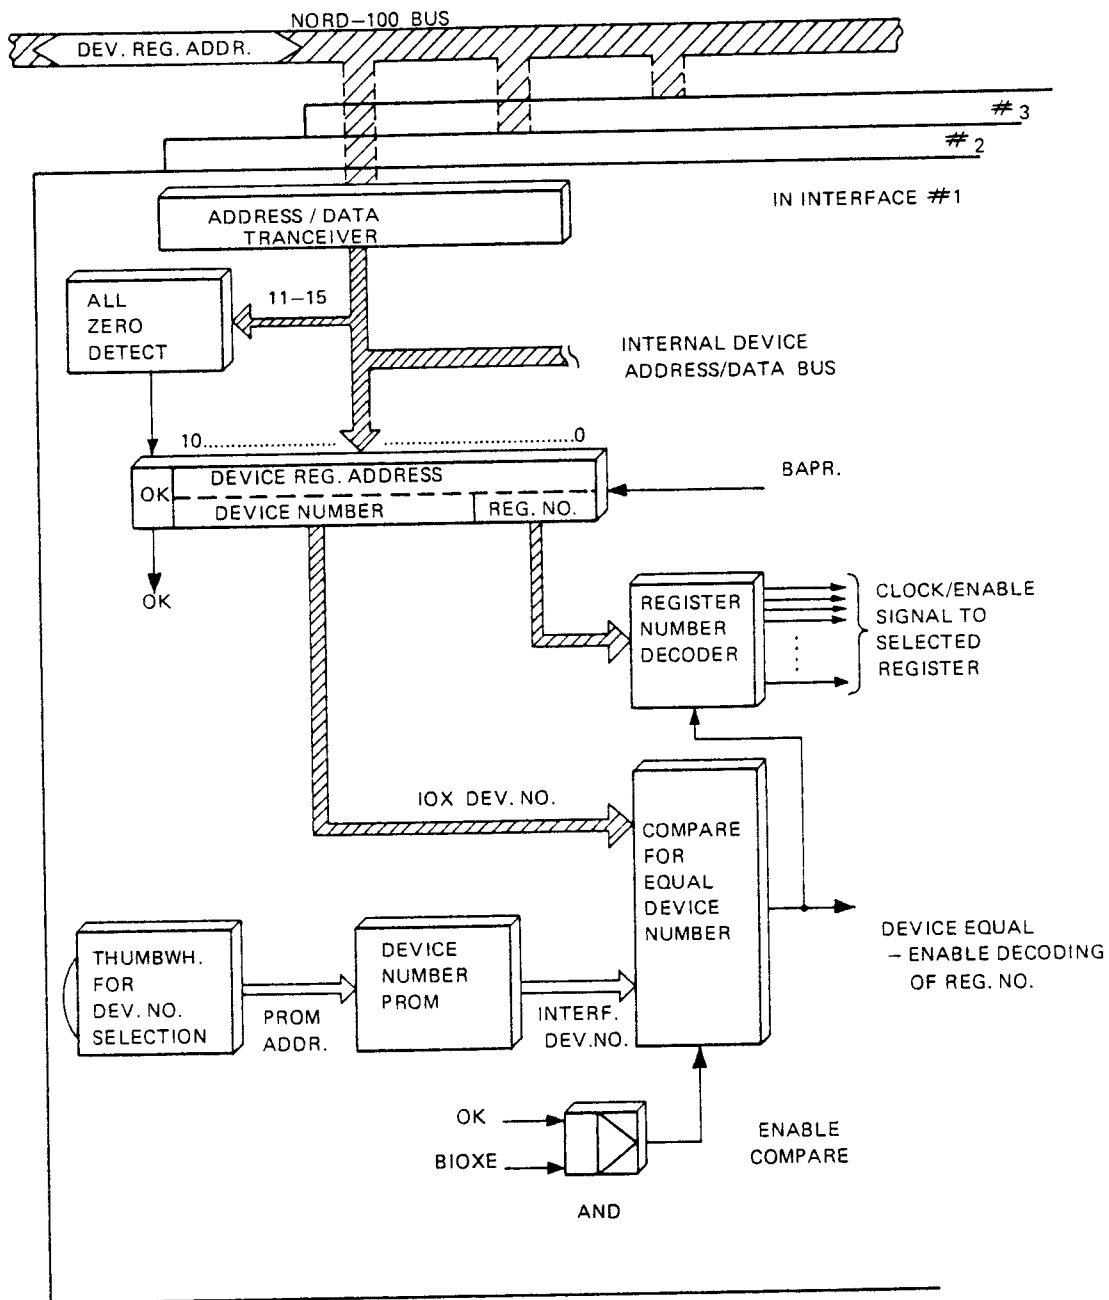 NORD-100 BUS
DEV. REG. ADDR.
#3
#2
IN INTERFACE #1
ADDRESS / DATA
TRANCEIVER
ALL
ZERO
DETECT
11-15
INTERNAL DEVICE
ADDRESS/DATA BUS
10..............................................................0
OK
DEVICE REG. ADDRESS
DEVICE NUMBER
REG. NO.
BAPR.
OK
REGISTER
NUMBER
DECODER
CLOCK/ENABLE
SIGNAL TO
SELECTED
REGISTER
IOX DEV. NO.
COMPARE
FOR
EQUAL
DEVICE
NUMBER
DEVICE EQUAL
- ENABLE DECODING
OF REG. NO.
THUMBWH.
FOR
DEV. NO.
SELECTION
PROM
ADDR.
DEVICE
NUMBER
PROM
INTERF.
DEV.NO.
OK
BIOXE
AND
ENABLE
COMPARE